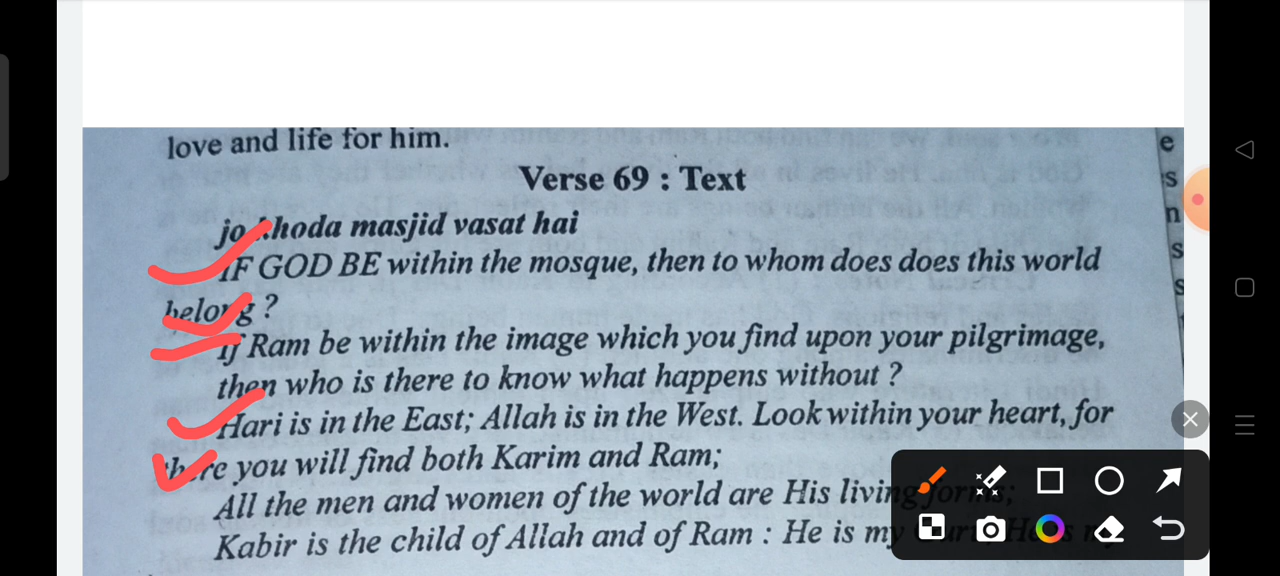 love and life for him.
Verse 69 : Text
jo khoda masjid vasat hai
IF GOD BE within the mosque, then to whom does does this world
belong ?
If Ram be within the image which you find upon your pilgrimage,
then who is there to know what happens without ?
Hari is in the East; Allah is in the West. Look within your heart, for
there you will find both Karim and Ram;
All the men and women of the world are His living forms;
Kabir is the child of Allah and of Ram : He is my Guru, He is my
e
s
n
s
s